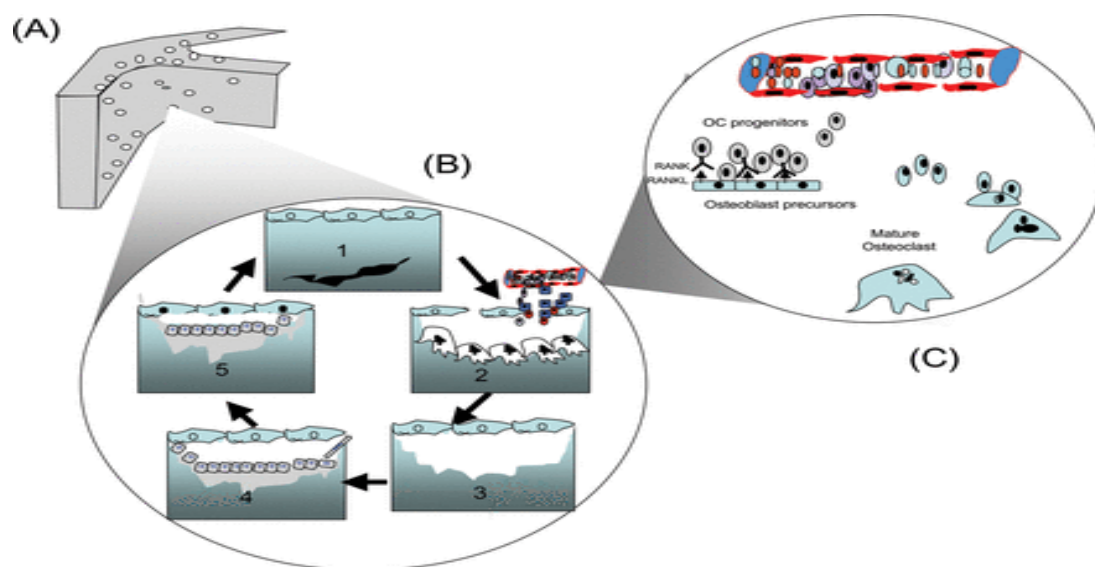 (A)
(B)
1
2
3
4
5
OC progenitors
RANK
RANKL
Osteoblast precursors
Mature
Osteoclast
(C)